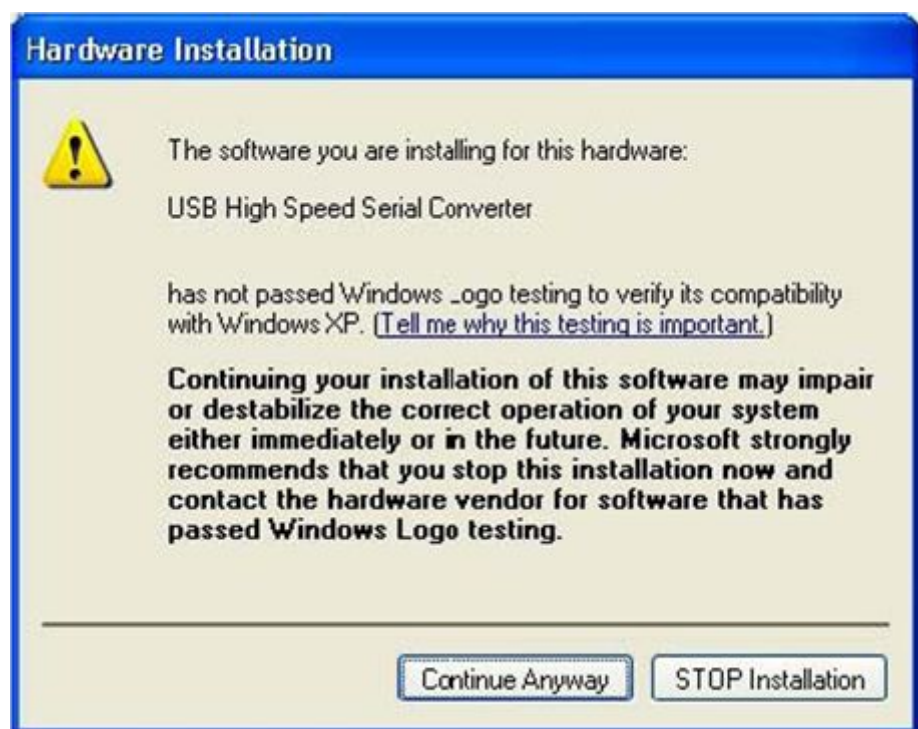 Hardware Installation
The software you are installing for this hardware:
USB High Speed Serial Converter
has not passed Windows Logo testing to verify its compatibility
with Windows XP. (Tell me why this testing is important.)
Continuing your installation of this software may impair
or destabilize the correct operation of your system
either immediately or in the future. Microsoft strongly
recommends that you stop this installation now and
contact the hardware vendor for software that has
passed Windows Logo testing.
Continue Anyway
STOP Installation